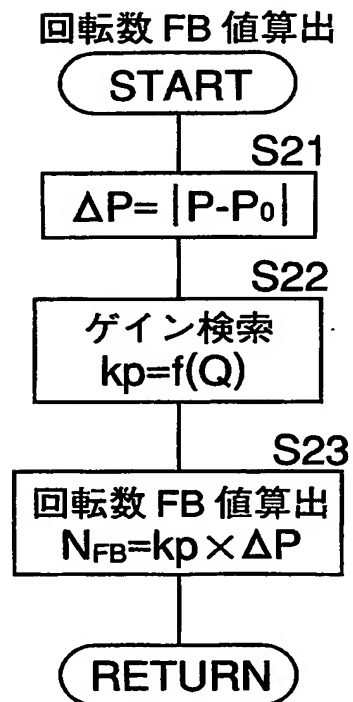 回転数 FB 値算出
START
S21
ΔP= |P-P₀|
S22
ゲイン検索
kp=f(Q)
S23
回転数 FB 値算出
N_FB=kp×ΔP
RETURN